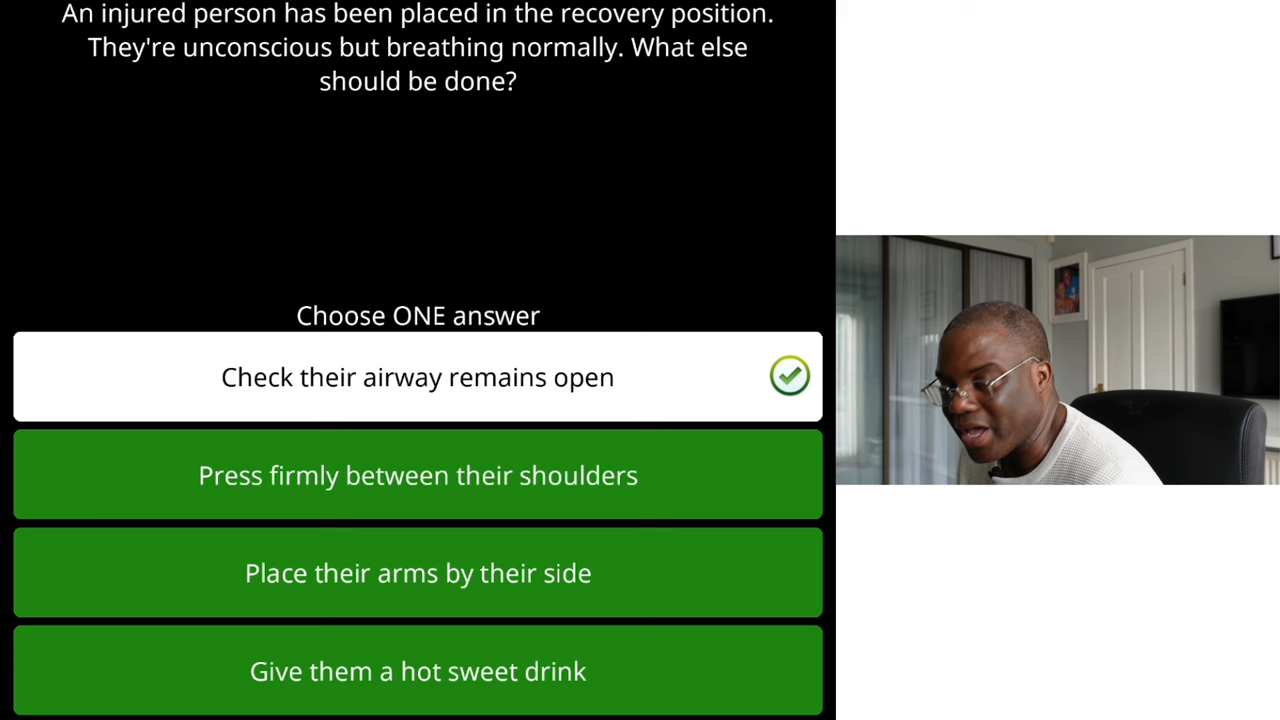 An injured person has been placed in the recovery position.
They're unconscious but breathing normally. What else
should be done?
Choose ONE answer
Check their airway remains open
Press firmly between their shoulders
Place their arms by their side
Give them a hot sweet drink